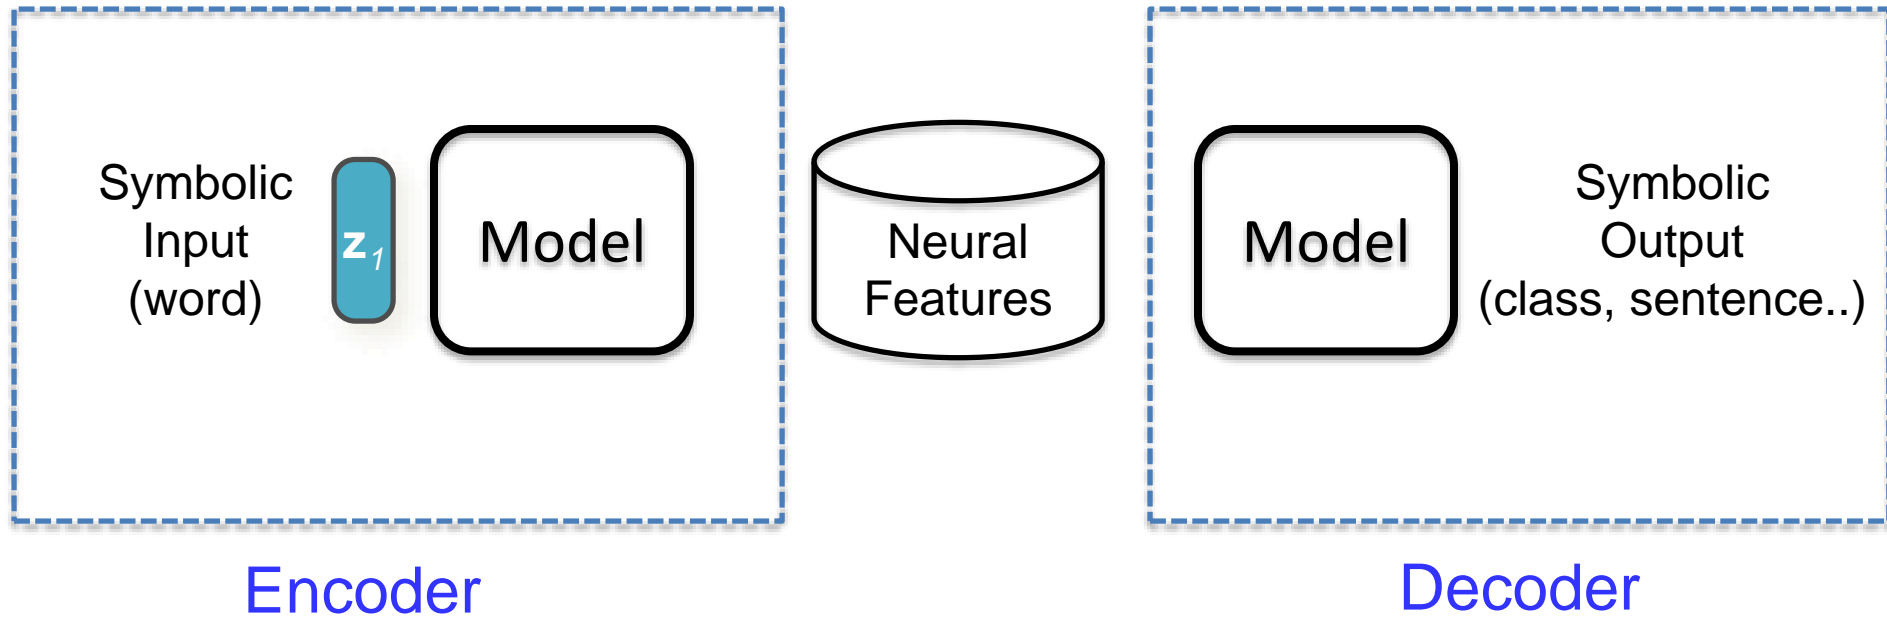 Symbolic
Input
(word)
z1
Model
Neural
Features
Model
Symbolic
Output
(class, sentence..)
Encoder
Decoder